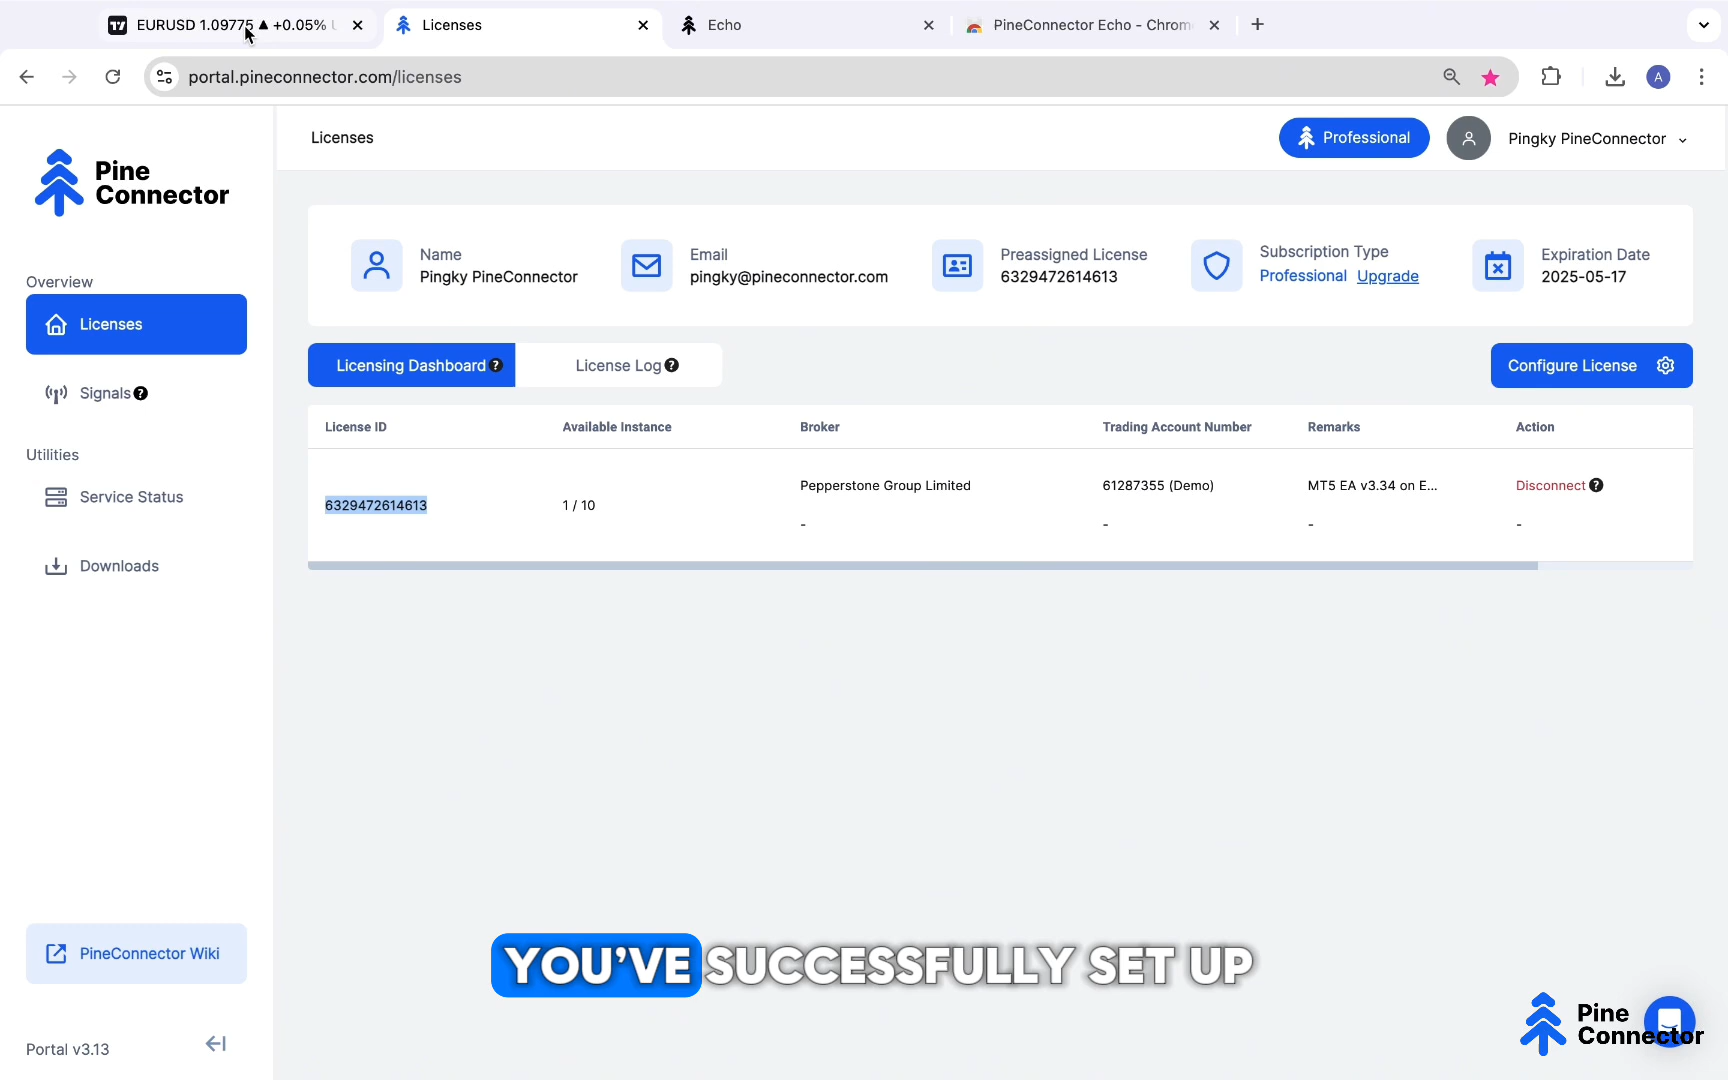 EURUSD 1.09775 ▲ +0.05%
Licenses
Echo
PineConnector Echo - Chrom
portal.pineconnector.com/licenses
A
Pine
Connector
Licenses
Professional
Pingky PineConnector
Name
Pingky PineConnector
Email
pingky@pineconnector.com
Preassigned License
6329472614613
Subscription Type
Professional Upgrade
Expiration Date
2025-05-17
Overview
Licenses
Signals ?
Utilities
Service Status
Downloads
Licensing Dashboard ?
License Log ?
Configure License
License ID
Available Instance
Broker
Trading Account Number
Remarks
Action
6329472614613
1 / 10
Pepperstone Group Limited
61287355 (Demo)
MT5 EA v3.34 on E...
Disconnect ?
-
-
-
-
PineConnector Wiki
Portal v3.13
YOU'VE SUCCESSFULLY SET UP
Pine
Connector